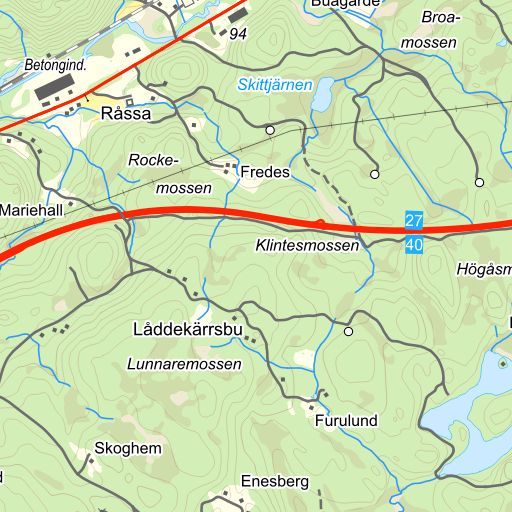 Buagärde
Broa-
mossen
94
Betongind.
Skittjärnen
Råssa
Rocke-
mossen
Fredes
Mariehall
27
40
Klintesmossen
Högåsm
Låddekärrsbu
Lunnaremossen
Furulund
Skoghem
Enesberg